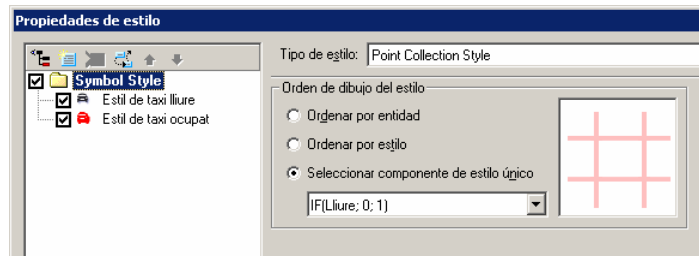 Propiedades de estilo
Symbol Style
Estil de taxi lliure
Estil de taxi ocupat
Tipo de estilo: Point Collection Style
Orden de dibujo del estilo
Ordenar por entidad
Ordenar por estilo
Seleccionar componente de estilo único
IF(Lliure; 0; 1)